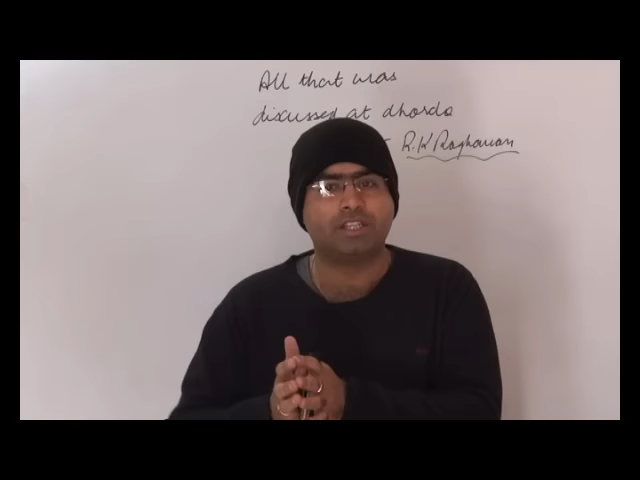 All that was
discussed at dhordo
- R.K Raghavan